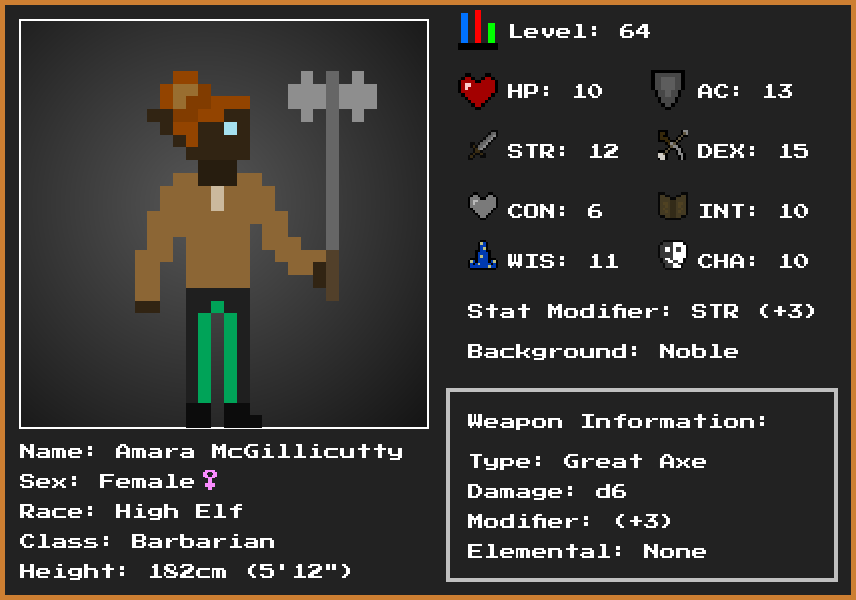 Level: 64
HP: 10
AC: 13
STR: 12
DEX: 15
CON: 6
INT: 10
WIS: 11
CHA: 10
Stat Modifier: STR (+3)
Background: Noble
Weapon Information:
Type: Great Axe
Damage: d6
Modifier: (+3)
Elemental: None
Name: Amara McGillicutty
Sex: Female♀
Race: High Elf
Class: Barbarian
Height: 182cm (5'12")